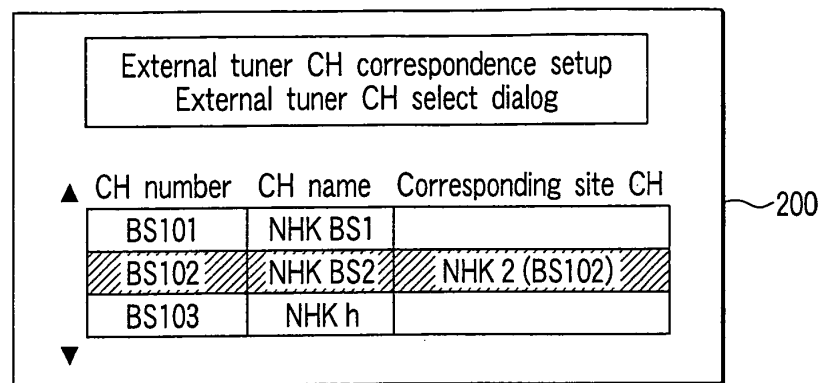 External tuner CH correspondence setup
External tuner CH select dialog
▲ CH number CH name Corresponding site CH
BS101 NHK BS1
BS102 NHK BS2 NHK 2 (BS102)
BS103 NHK h
▼
200